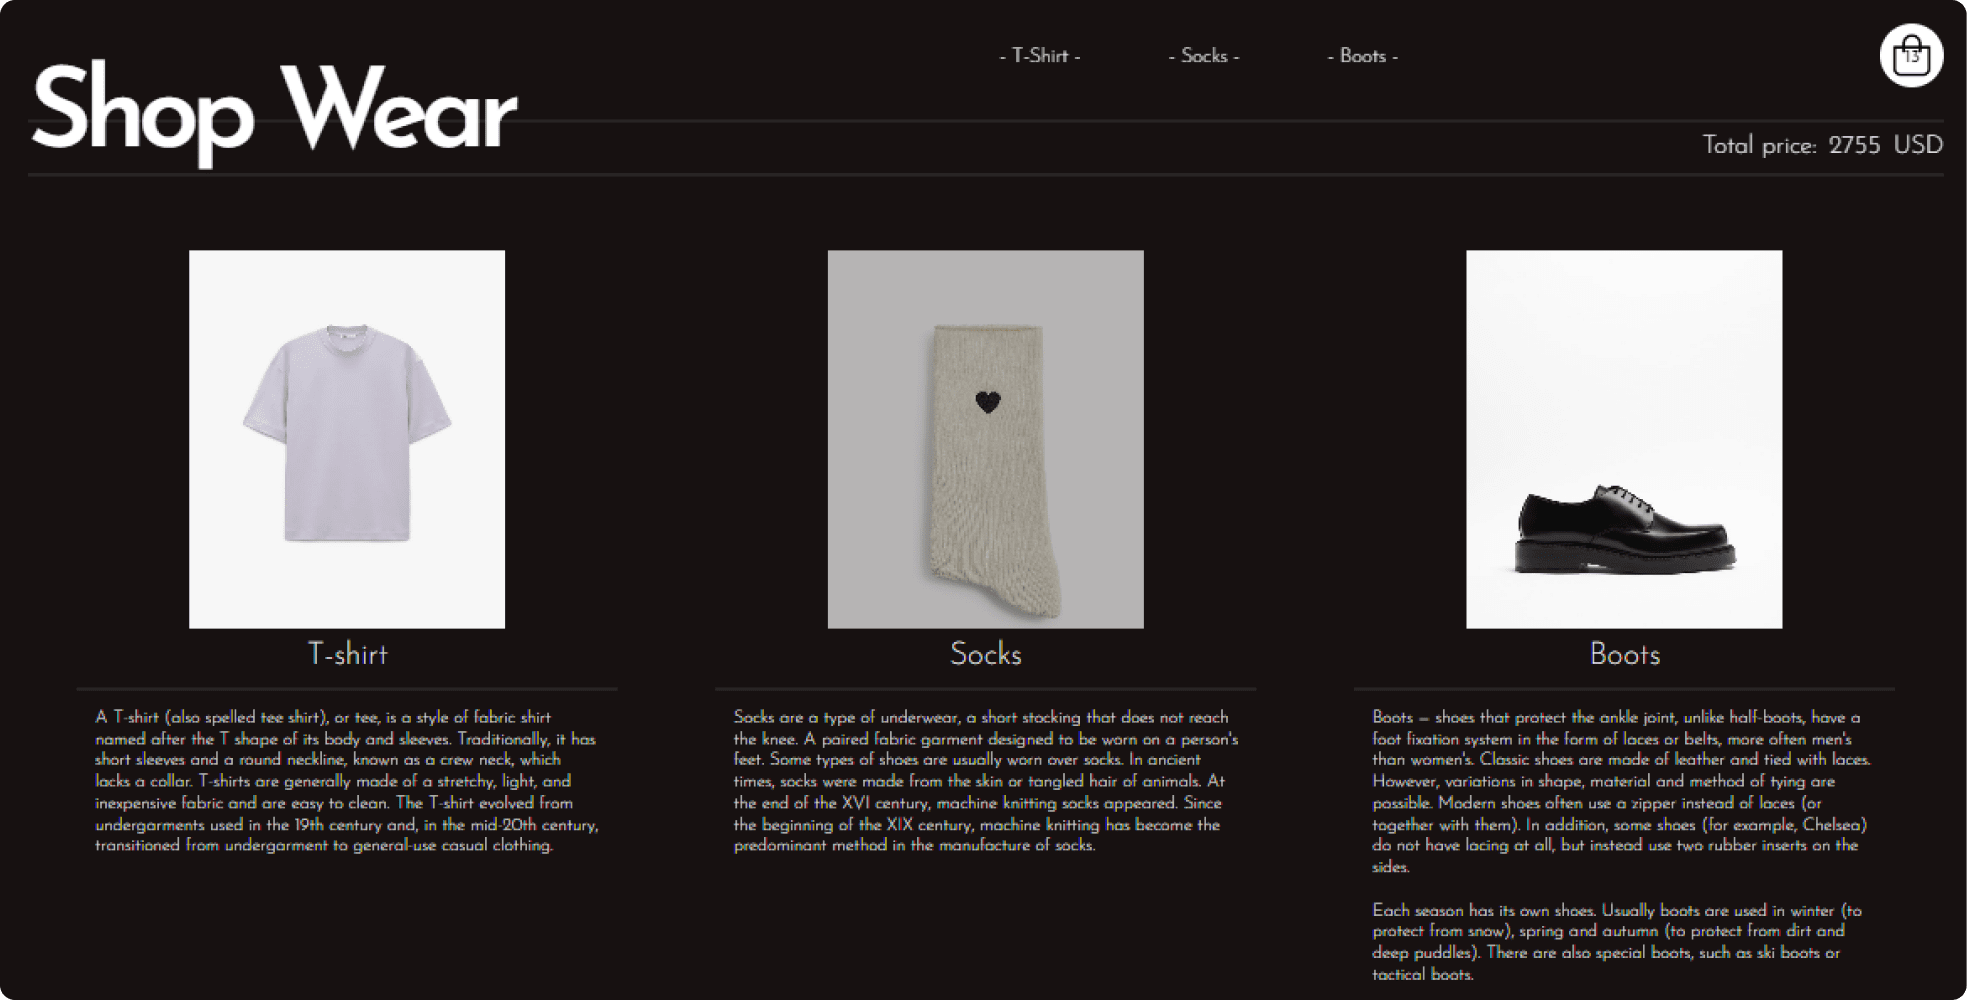 Shop Wear
- T-Shirt -
- Socks -
- Boots -
13
Total price: 2755 USD
T-shirt
A T-shirt (also spelled tee shirt), or tee, is a style of fabric shirt
named after the T shape of its body and sleeves. Traditionally, it has
short sleeves and a round neckline, known as a crew neck, which
lacks a collar. T-shirts are generally made of a stretchy, light, and
inexpensive fabric and are easy to clean. The T-shirt evolved from
undergarments used in the 19th century and, in the mid-20th century,
transitioned from undergarment to general-use casual clothing.
Socks
Socks are a type of underwear, a short stocking that does not reach
the knee. A paired fabric garment designed to be worn on a person's
feet. Some types of shoes are usually worn over socks. In ancient
times, socks were made from the skin or tangled hair of animals. At
the end of the XVI century, machine knitting socks appeared. Since
the beginning of the XIX century, machine knitting has become the
predominant method in the manufacture of socks.
Boots
Boots – shoes that protect the ankle joint, unlike half-boots, have a
foot fixation system in the form of laces or belts, more often men's
than women's. Classic shoes are made of leather and tied with laces.
However, variations in shape, material and method of tying are
possible. Modern shoes often use a zipper instead of laces (or
together with them). In addition, some shoes (for example, Chelsea)
do not have lacing at all, but instead use two rubber inserts on the
sides.
Each season has its own shoes. Usually boots are used in winter (to
protect from snow), spring and autumn (to protect from dirt and
deep puddles). There are also special boots, such as ski boots or
tactical boots.